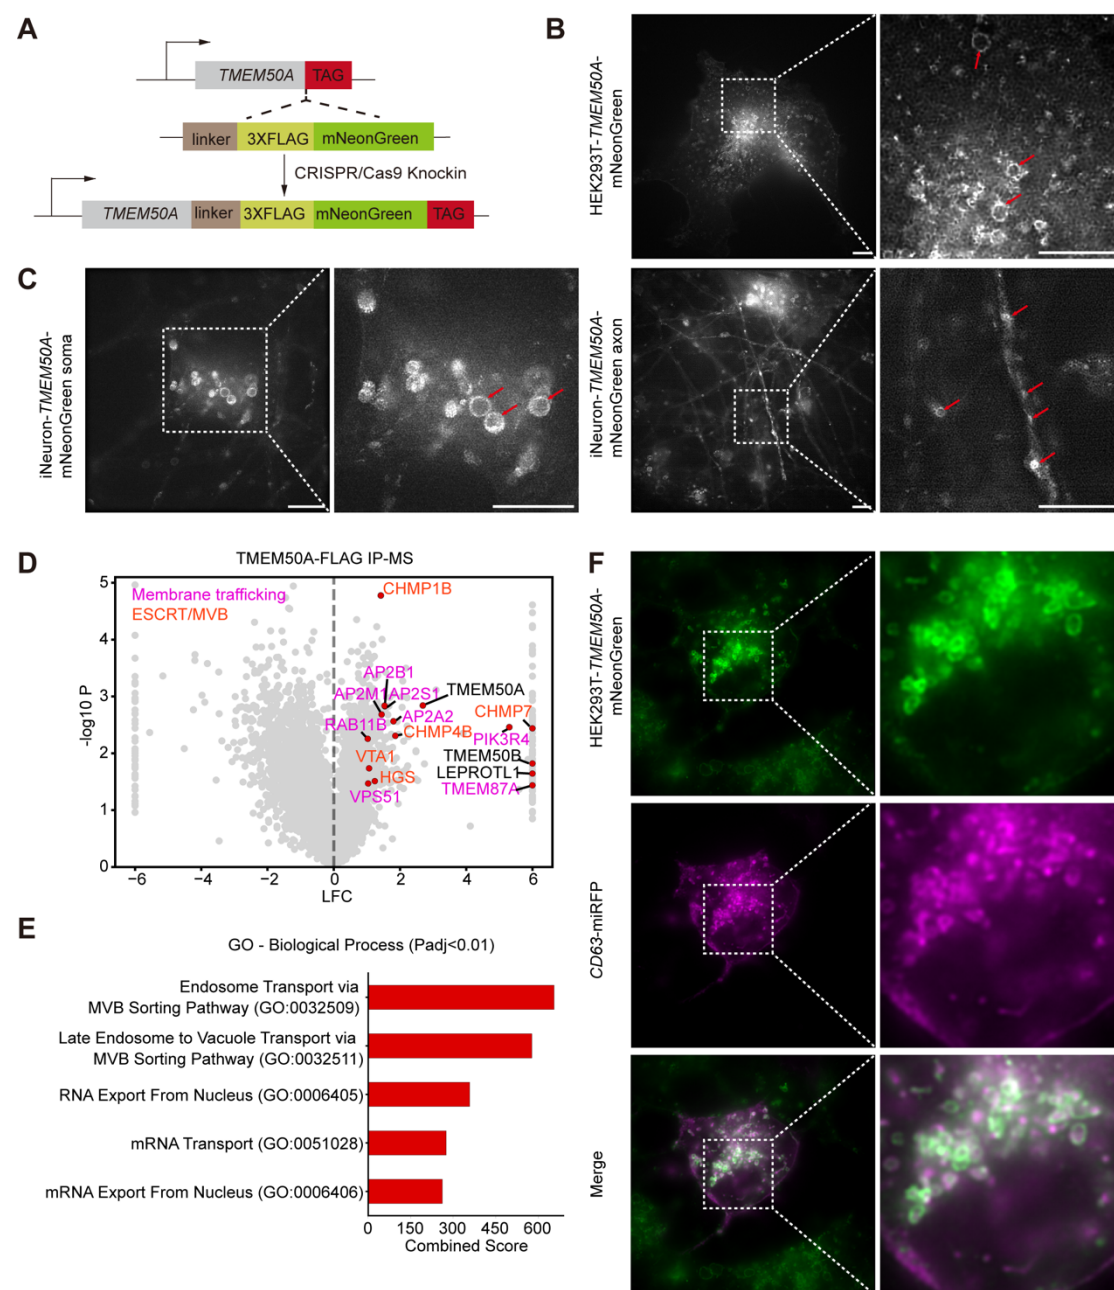 A
TMEM50A
TAG
linker
3XFLAG
mNeonGreen
CRISPR/Cas9 Knockin
TMEM50A
linker
3XFLAG
mNeonGreen
TAG
B
HEK293T-TMEM50A-
mNeonGreen
C
iNeuron-TMEM50A-
mNeonGreen soma
iNeuron-TMEM50A-
mNeonGreen axon
D
TMEM50A-FLAG IP-MS
Membrane trafficking
ESCRT/MVB
CHMP1B
AP2B1
AP2M1
AP2S1
TMEM50A
RAB11B
AP2A2
CHMP4B
CHMP7
PIK3R4
VTA1
TMEM50B
HGS
LEPROTL1
VPS51
TMEM87A
-log10 P
5
4
3
2
1
0
−6
−4
−2
0
2
4
6
LFC
E
GO - Biological Process (Padj<0.01)
Endosome Transport via
MVB Sorting Pathway (GO:0032509)
Late Endosome to Vacuole Transport via
MVB Sorting Pathway (GO:0032511)
RNA Export From Nucleus (GO:0006405)
mRNA Transport (GO:0051028)
mRNA Export From Nucleus (GO:0006406)
0
150
300
450
600
Combined Score
F
HEK293T-TMEM50A-
mNeonGreen
CD63-miRFP
Merge